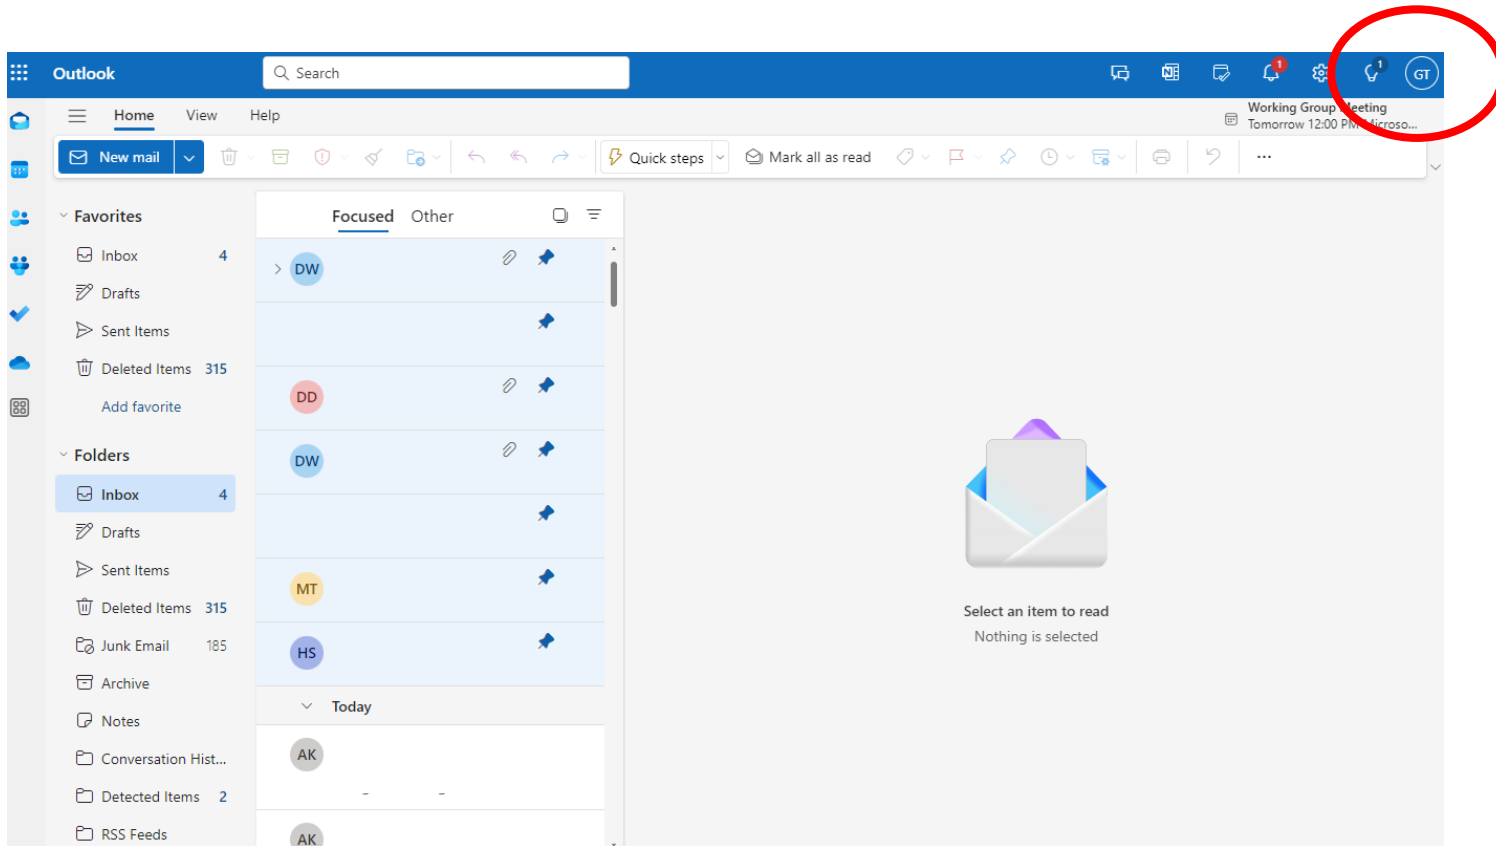 Outlook
Search
1
1
GT
Home View Help
Working Group Meeting
Tomorrow 12:00 PM Microso...
New mail
Quick steps
Mark all as read
Favorites
Inbox 4
Drafts
Sent Items
Deleted Items 315
Add favorite
Folders
Inbox 4
Drafts
Sent Items
Deleted Items 315
Junk Email 185
Archive
Notes
Conversation Hist...
Detected Items 2
RSS Feeds
Focused Other
DW
DD
DW
MT
HS
Today
AK
AK
Select an item to read
Nothing is selected